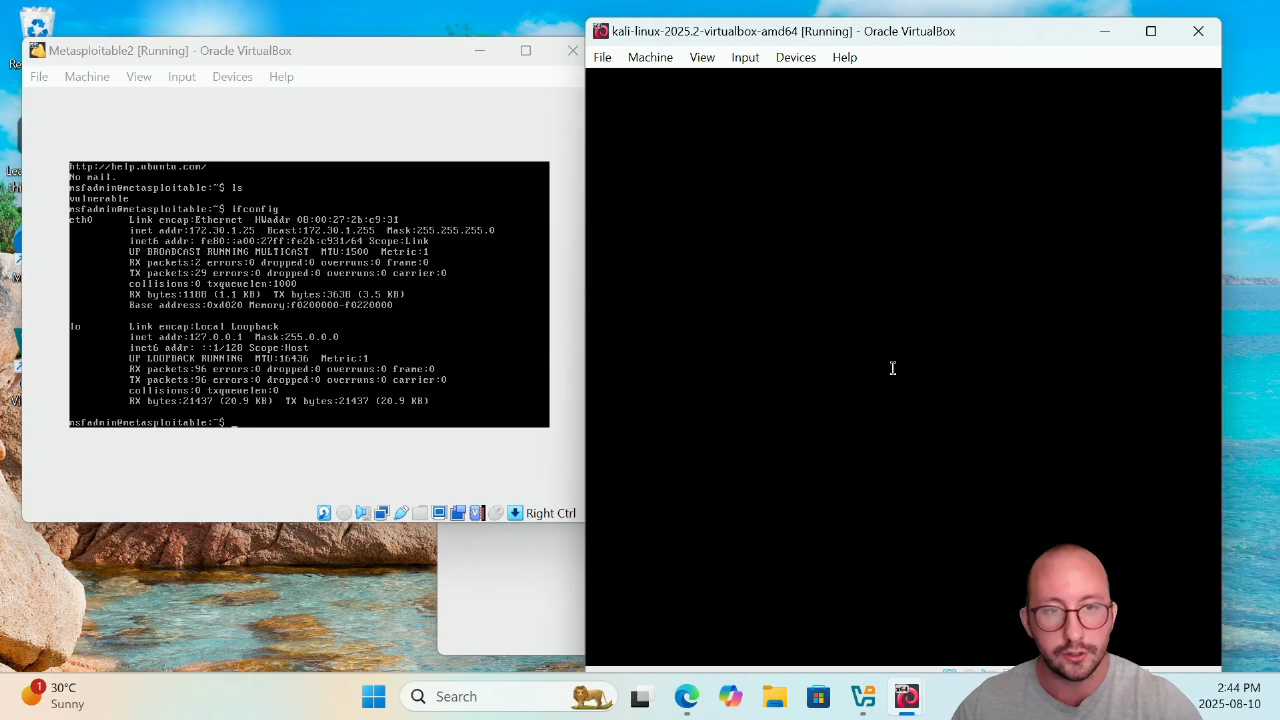 Metasploitable2 [Running] - Oracle VirtualBox
File Machine View Input Devices Help
http://help.ubuntu.com/
No mail.
msfadmin@metasploitable:~$ ls
vulnerable
msfadmin@metasploitable:~$ ifconfig
eth0 Link encap:Ethernet HWaddr 08:00:27:2b:c9:31
inet addr:172.30.1.25 Bcast:172.30.1.255 Mask:255.255.255.0
inet6 addr: fe80::a00:27ff:fe2b:c931/64 Scope:Link
UP BROADCAST RUNNING MULTICAST MTU:1500 Metric:1
RX packets:2 errors:0 dropped:0 overruns:0 frame:0
TX packets:29 errors:0 dropped:0 overruns:0 carrier:0
collisions:0 txqueuelen:1000
RX bytes:1188 (1.1 KB) TX bytes:3638 (3.5 KB)
Base address:0xd020 Memory:f0200000-f0220000
lo Link encap:Local Loopback
inet addr:127.0.0.1 Mask:255.0.0.0
inet6 addr: ::1/128 Scope:Host
UP LOOPBACK RUNNING MTU:16436 Metric:1
RX packets:96 errors:0 dropped:0 overruns:0 frame:0
TX packets:96 errors:0 dropped:0 overruns:0 carrier:0
collisions:0 txqueuelen:0
RX bytes:21437 (20.9 KB) TX bytes:21437 (20.9 KB)
msfadmin@metasploitable:~$ _
Right Ctrl
kali-linux-2025.2-virtualbox-amd64 [Running] - Oracle VirtualBox
File Machine View Input Devices Help
1
30°C
Sunny
Search
x64
2:44 PM
2025-08-10